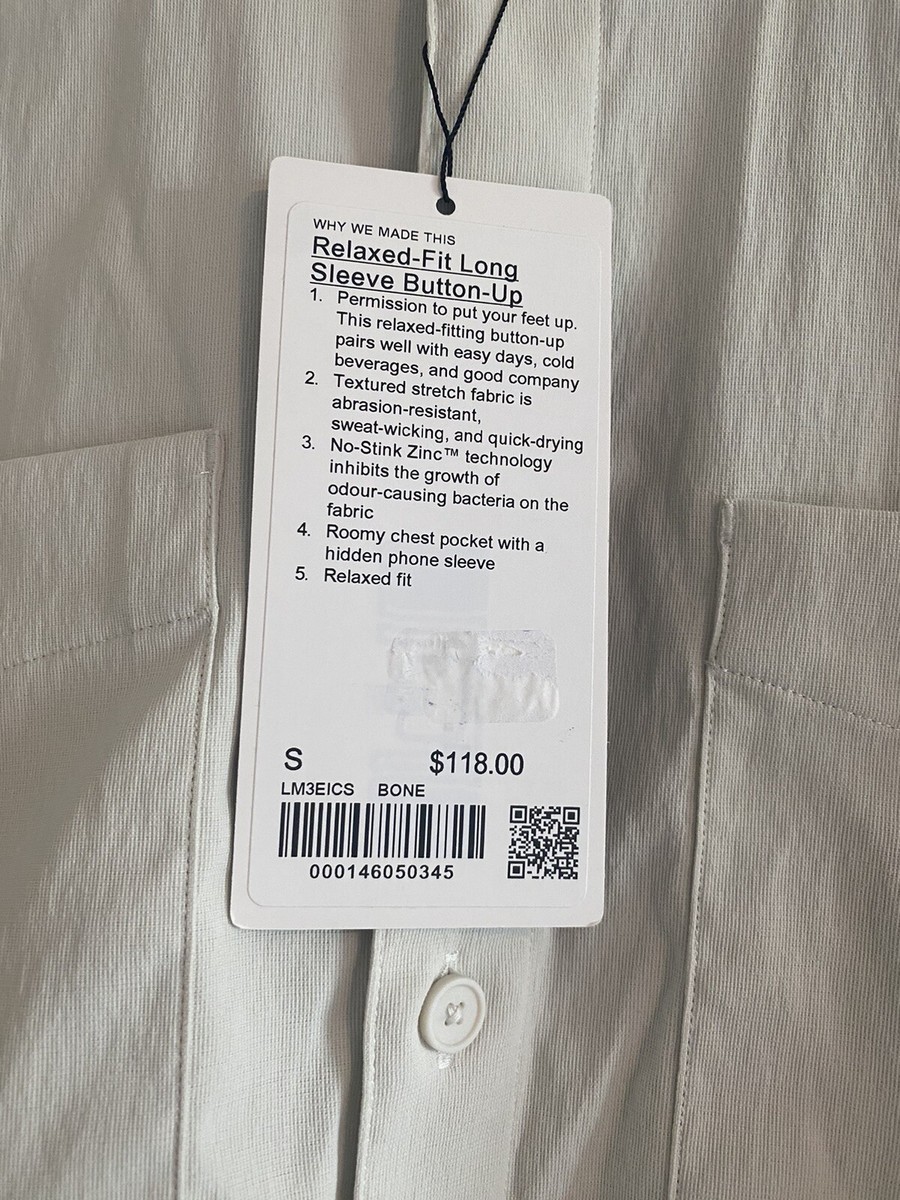 WHY WE MADE THIS
Relaxed-Fit Long
Sleeve Button-Up
1. Permission to put your feet up.
This relaxed-fitting button-up
pairs well with easy days, cold
beverages, and good company
2. Textured stretch fabric is
abrasion-resistant,
sweat-wicking, and quick-drying
3. No-Stink Zinc™ technology
inhibits the growth of
odour-causing bacteria on the
fabric
4. Roomy chest pocket with a
hidden phone sleeve
5. Relaxed fit
S $118.00
LM3EICS BONE
000146050345